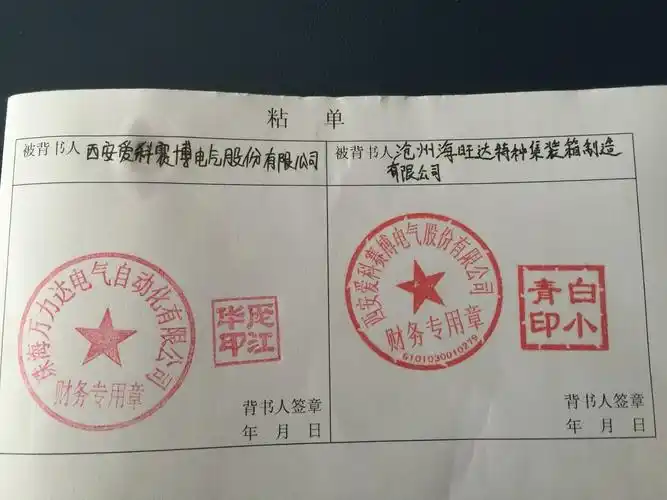 粘 单
被背书人 西安爱科赛博电气股份有限公司
被背书人 沧州海旺达特种集装箱制造
有限公司
珠海万力达电气自动化有限公司
财务专用章
华庞
印江
西安爱科赛博电气股份有限公司
财务专用章
6101030010219
青白
印小
背书人签章
年 月 日
背书人签章
年 月 日